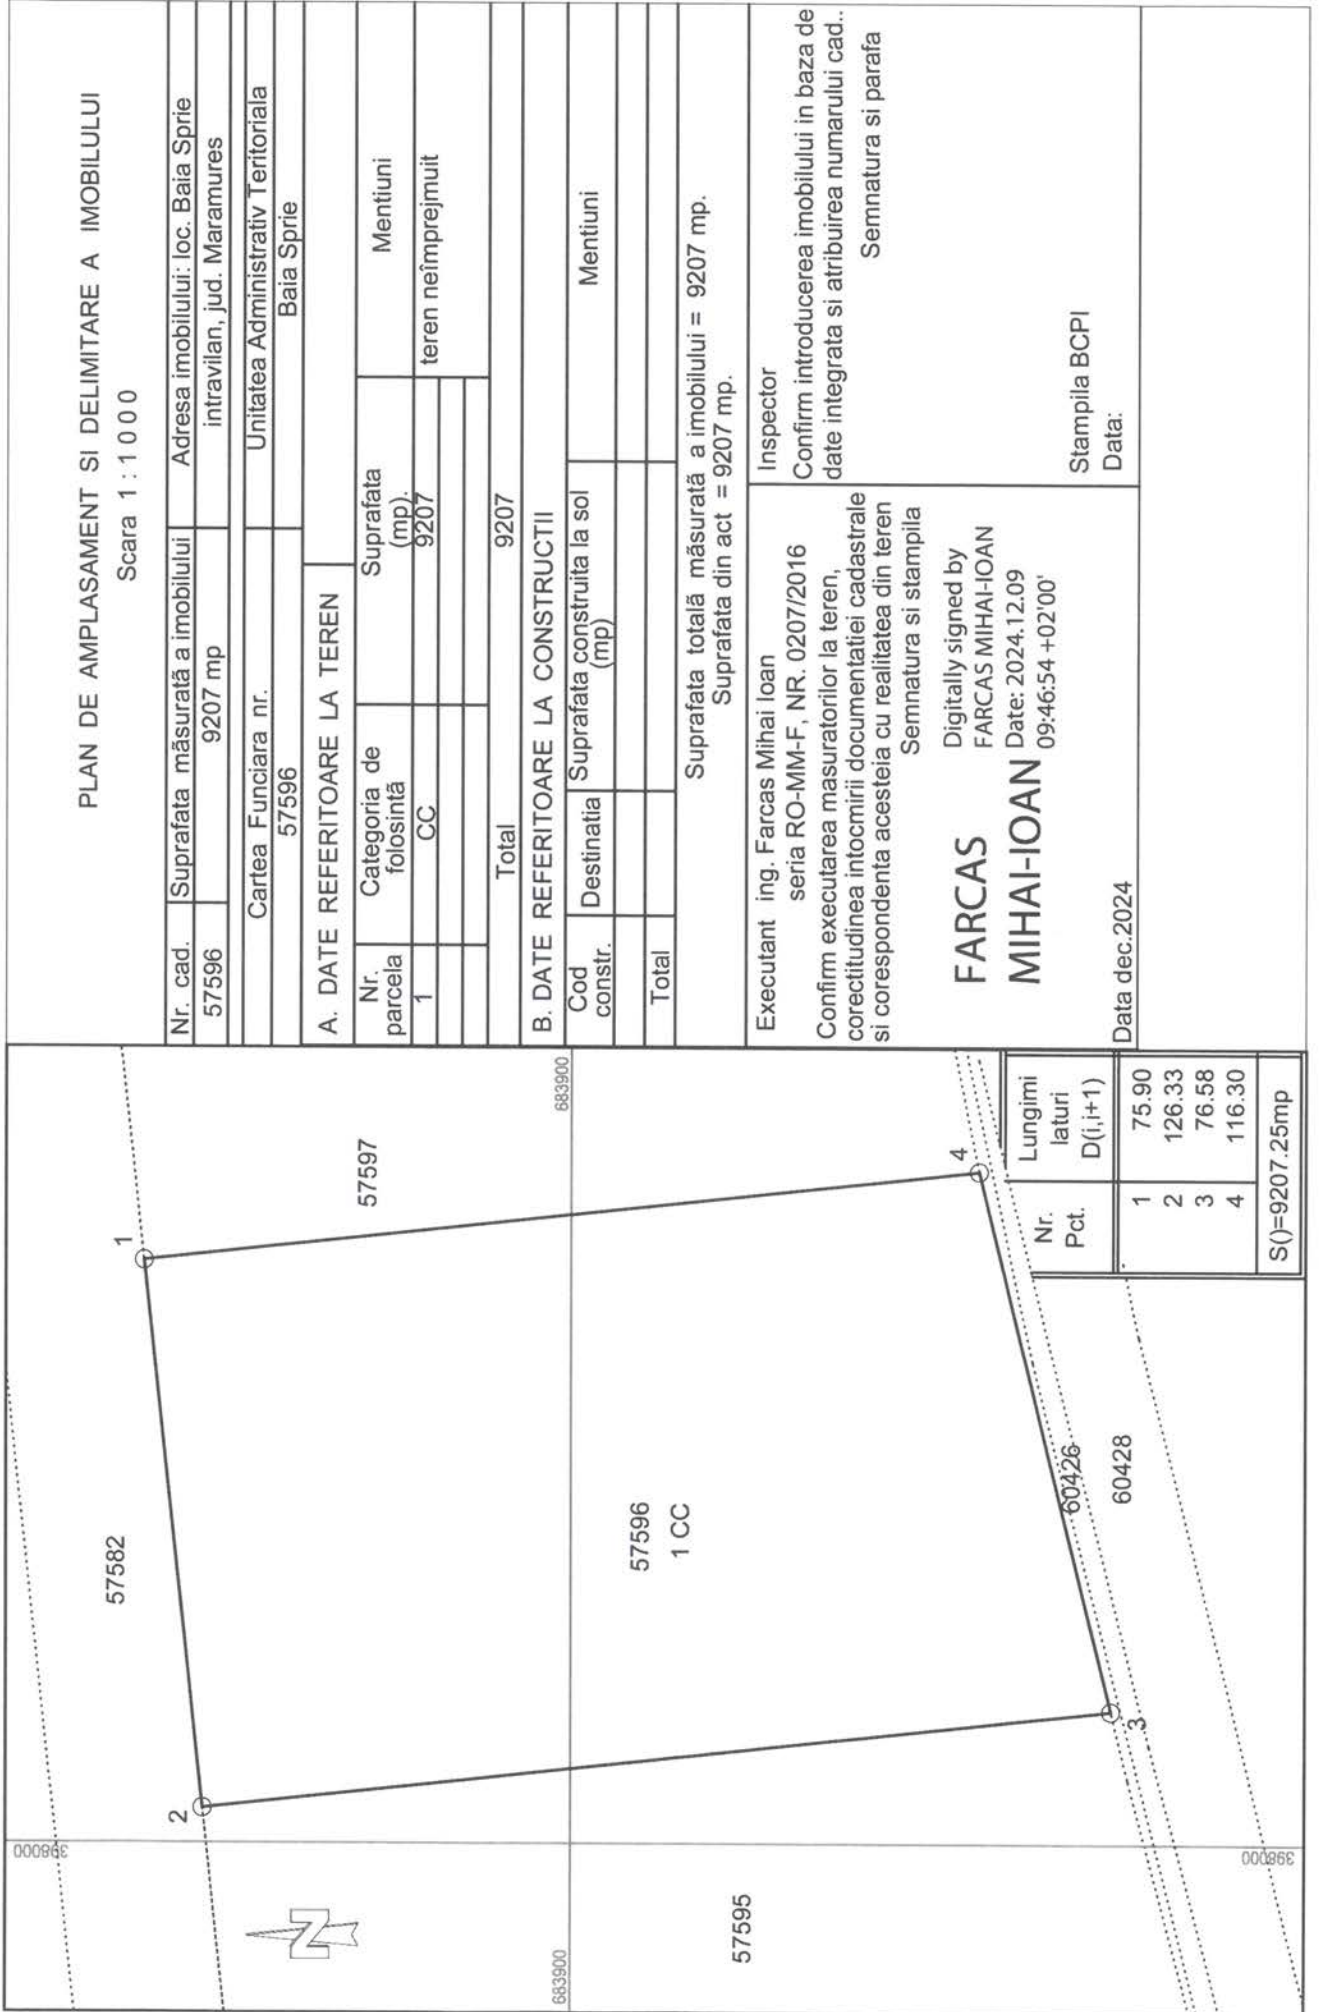 PLAN DE AMPLASAMENT SI DELIMITARE A IMOBILULUI
Scara 1 : 1 0 0 0
Nr. cad. Suprafata măsurată a imobilului Adresa imobilului: loc. Baia Sprie
57596 9207 mp intravilan, jud. Maramures
Cartea Funciara nr. Unitatea Administrativ Teritoriala
57596 Baia Sprie
A. DATE REFERITOARE LA TEREN
Nr. parcela Categoria de folosintă Suprafata (mp). Mentiuni
1 CC 9207 teren neîmprejmuit
Total 9207
B. DATE REFERITOARE LA CONSTRUCTII
Cod constr. Destinatia Suprafata construita la sol (mp) Mentiuni
Total
Suprafata totală măsurată a imobilului = 9207 mp.
Suprafata din act = 9207 mp.
Executant ing. Farcas Mihai Ioan
seria RO-MM-F, NR. 0207/2016
Confirm executarea masuratorilor la teren,
corectitudinea intocmirii documentatiei cadastrale
si corespondenta acesteia cu realitatea din teren
Semnatura si stampila
FARCAS
MIHAI-IOAN
Digitally signed by
FARCAS MIHAI-IOAN
Date: 2024.12.09
09:46:54 +02'00'
Data dec.2024
Inspector
Confirm introducerea imobilului in baza de
date integrata si atribuirea numarului cad..
Semnatura si parafa
Stampila BCPI
Data:
398000
57582
1
2
N
57597
683900
683900
57596
1 CC
57595
4
3
60426
60428
398000
Nr. Pct. Lungimi laturi D(i,i+1)
1 75.90
2 126.33
3 76.58
4 116.30
S()=9207.25mp